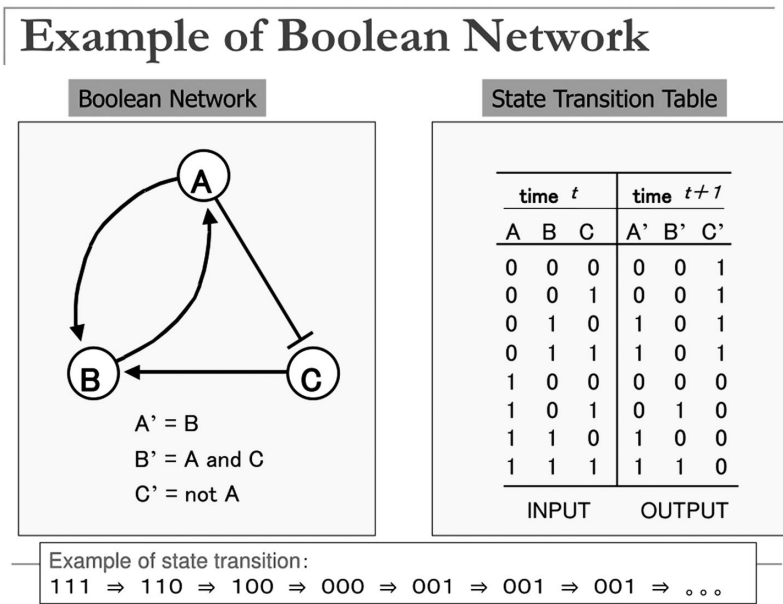 Example of Boolean Network
Boolean Network
A
B
C
A' = B
B' = A and C
C' = not A
State Transition Table
time t time t+1
A B C A' B' C'
0 0 0 0 0 1
0 0 1 0 0 1
0 1 0 1 0 1
0 1 1 1 0 1
1 0 0 0 0 0
1 0 1 0 1 0
1 1 0 1 0 0
1 1 1 1 1 0
INPUT OUTPUT
Example of state transition:
111 ⇒ 110 ⇒ 100 ⇒ 000 ⇒ 001 ⇒ 001 ⇒ 001 ⇒ 。。。